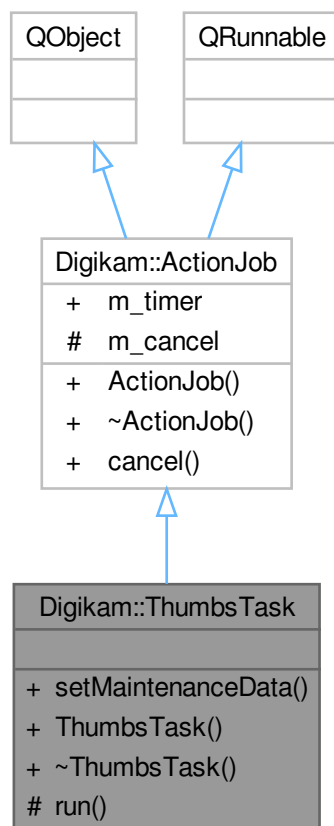 QObject
QRunnable
Digikam::ActionJob
+ m_timer
# m_cancel
+ ActionJob()
+ ~ActionJob()
+ cancel()
Digikam::ThumbsTask
+ setMaintenanceData()
+ ThumbsTask()
+ ~ThumbsTask()
# run()